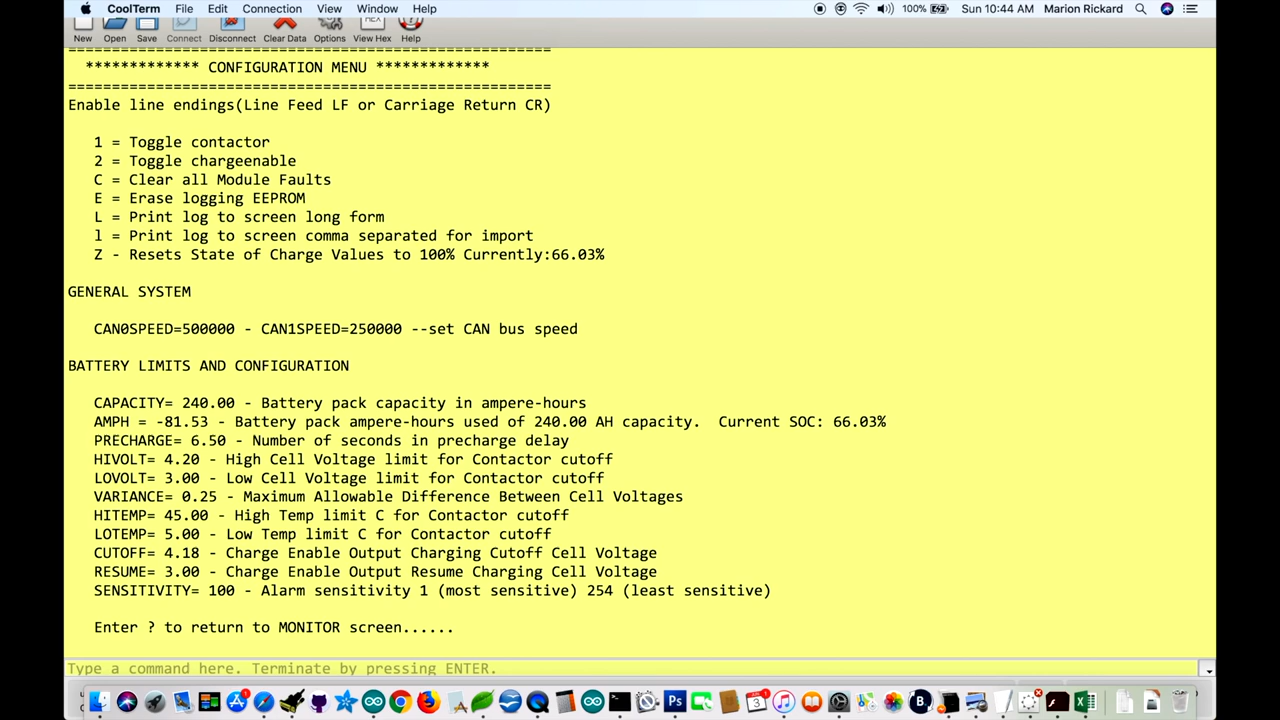 CoolTerm File Edit Connection View Window Help 100% Sun 10:44 AM Marion Rickard
New Open Save Connect Disconnect Clear Data Options View Hex Help
HEX
=======================================================
************* CONFIGURATION MENU *************
=======================================================
Enable line endings(Line Feed LF or Carriage Return CR)
1 = Toggle contactor
2 = Toggle chargeenable
C = Clear all Module Faults
E = Erase logging EEPROM
L = Print log to screen long form
l = Print log to screen comma separated for import
Z - Resets State of Charge Values to 100% Currently:66.03%
GENERAL SYSTEM
CAN0SPEED=500000 - CAN1SPEED=250000 --set CAN bus speed
BATTERY LIMITS AND CONFIGURATION
CAPACITY= 240.00 - Battery pack capacity in ampere-hours
AMPH = -81.53 - Battery pack ampere-hours used of 240.00 AH capacity.  Current SOC: 66.03%
PRECHARGE= 6.50 - Number of seconds in precharge delay
HIVOLT= 4.20 - High Cell Voltage limit for Contactor cutoff
LOVOLT= 3.00 - Low Cell Voltage limit for Contactor cutoff
VARIANCE= 0.25 - Maximum Allowable Difference Between Cell Voltages
HITEMP= 45.00 - High Temp limit C for Contactor cutoff
LOTEMP= 5.00 - Low Temp limit C for Contactor cutoff
CUTOFF= 4.18 - Charge Enable Output Charging Cutoff Cell Voltage
RESUME= 3.00 - Charge Enable Output Resume Charging Cell Voltage
SENSITIVITY= 100 - Alarm sensitivity 1 (most sensitive) 254 (least sensitive)
Enter ? to return to MONITOR screen......
Type a command here. Terminate by pressing ENTER.